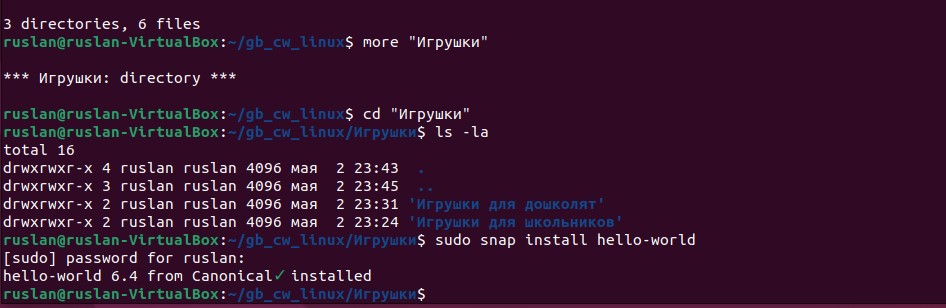 3 directories, 6 files
ruslan@ruslan-VirtualBox:~/gb_cw_linux$ more "Игрушки"
*** Игрушки: directory ***
ruslan@ruslan-VirtualBox:~/gb_cw_linux$ cd "Игрушки"
ruslan@ruslan-VirtualBox:~/gb_cw_linux/Игрушки$ ls -la
total 16
drwxrwxr-x 4 ruslan ruslan 4096 мая  2 23:43  .
drwxrwxr-x 3 ruslan ruslan 4096 мая  2 23:45  ..
drwxrwxr-x 2 ruslan ruslan 4096 мая  2 23:31 'Игрушки для дошколят'
drwxrwxr-x 2 ruslan ruslan 4096 мая  2 23:24 'Игрушки для школьников'
ruslan@ruslan-VirtualBox:~/gb_cw_linux/Игрушки$ sudo snap install hello-world
[sudo] password for ruslan:
hello-world 6.4 from Canonical✓ installed
ruslan@ruslan-VirtualBox:~/gb_cw_linux/Игрушки$